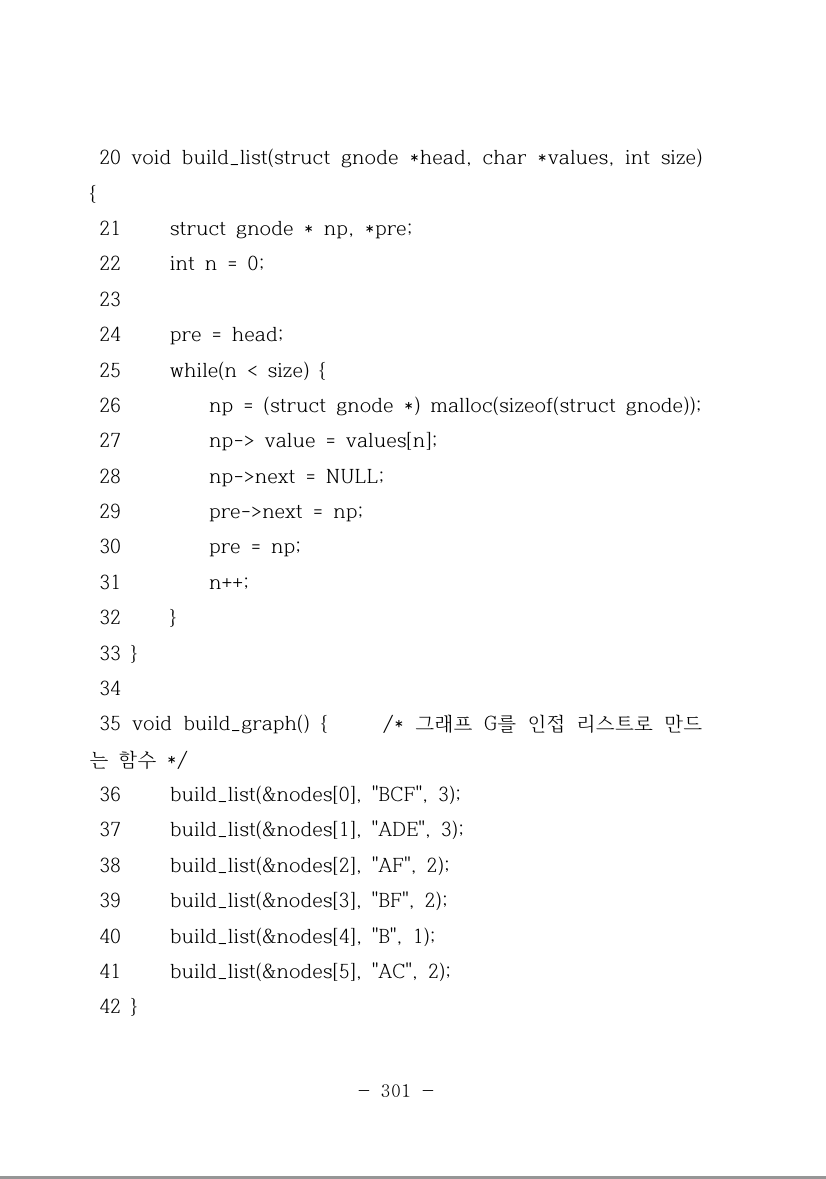 20 void build_list(struct gnode *head, char *values, int size)
{
21     struct gnode * np, *pre;
22     int n = 0;
23
24     pre = head;
25     while(n < size) {
26         np = (struct gnode *) malloc(sizeof(struct gnode));
27         np-> value = values[n];
28         np->next = NULL;
29         pre->next = np;
30         pre = np;
31         n++;
32     }
33 }
34
35 void build_graph() {     /* 그래프 G를 인접 리스트로 만드
는 함수 */
36     build_list(&nodes[0], "BCF", 3);
37     build_list(&nodes[1], "ADE", 3);
38     build_list(&nodes[2], "AF", 2);
39     build_list(&nodes[3], "BF", 2);
40     build_list(&nodes[4], "B", 1);
41     build_list(&nodes[5], "AC", 2);
42 }
- 301 -